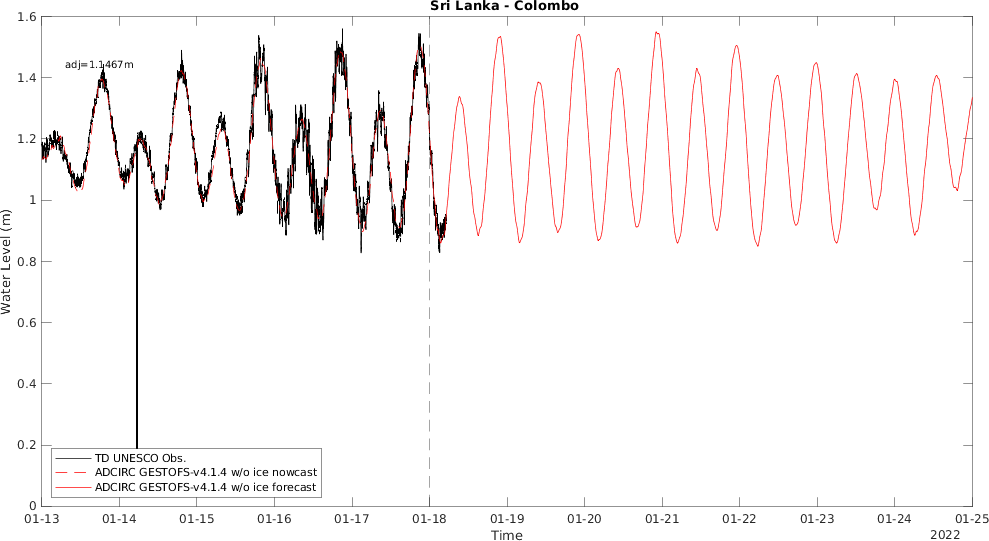 Sri Lanka - Colombo
1.6
1.4
1.2
1
0.8
0.6
0.4
0.2
0
Water Level (m)
adj=1.1467m
TD UNESCO Obs.
ADCIRC GESTOFS-v4.1.4 w/o ice nowcast
ADCIRC GESTOFS-v4.1.4 w/o ice forecast
01-13 01-14 01-15 01-16 01-17 01-18 01-19 01-20 01-21 01-22 01-23 01-24 01-25
Time
2022